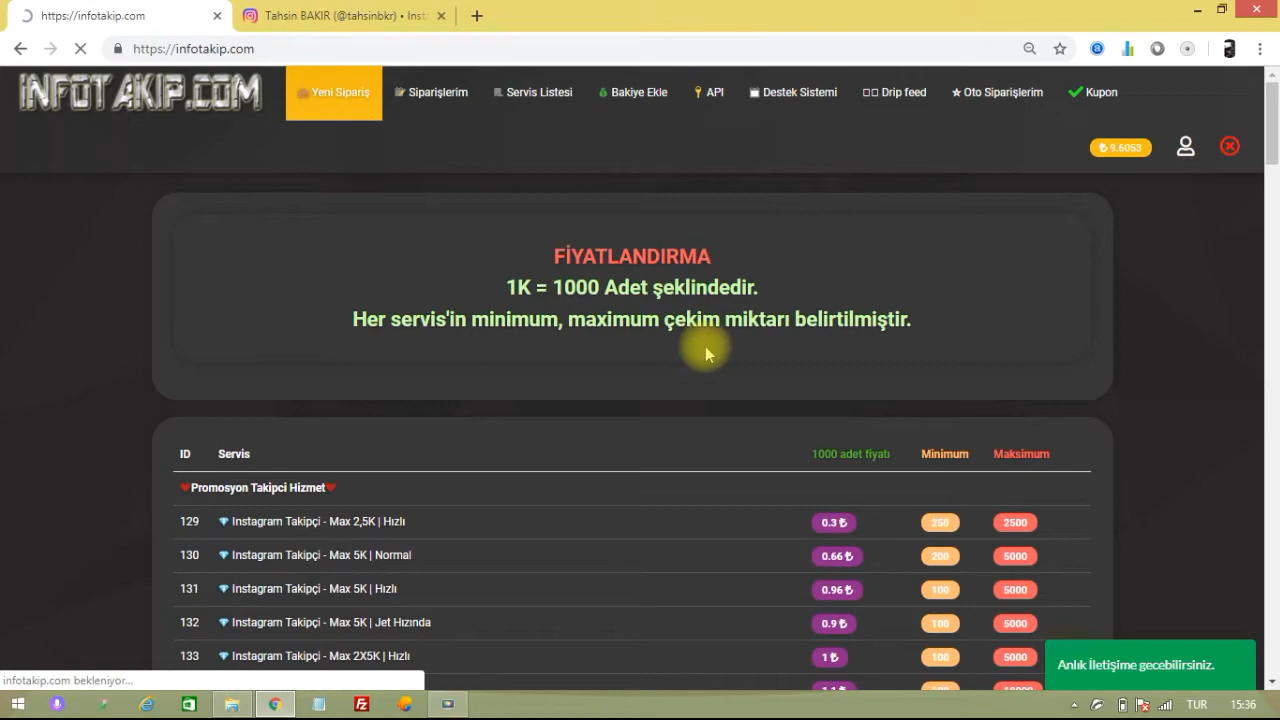 https://infotakip.com
Tahsin BAKIR (@tahsinbkr) • Inst
https://infotakip.com
INFOTAKIP.COM
Yeni Sipariş
Siparişlerim
Servis Listesi
Bakiye Ekle
API
Destek Sistemi
Drip feed
Oto Siparişlerim
Kupon
₺ 9.6053
FİYATLANDIRMA
1K = 1000 Adet şeklindedir.
Her servis'in minimum, maximum çekim miktarı belirtilmiştir.
ID Servis 1000 adet fiyatı Minimum Maksimum
Promosyon Takipci Hizmet
129 Instagram Takipçi - Max 2,5K | Hızlı 0.3 ₺ 250 2500
130 Instagram Takipçi - Max 5K | Normal 0.66 ₺ 200 5000
131 Instagram Takipçi - Max 5K | Hızlı 0.96 ₺ 100 5000
132 Instagram Takipçi - Max 5K | Jet Hızında 0.9 ₺ 100 5000
133 Instagram Takipçi - Max 2X5K | Hızlı 1 ₺ 100 5000
Anlık İletişime gecebilirsiniz.
infotakip.com bekleniyor...
TUR
15:36